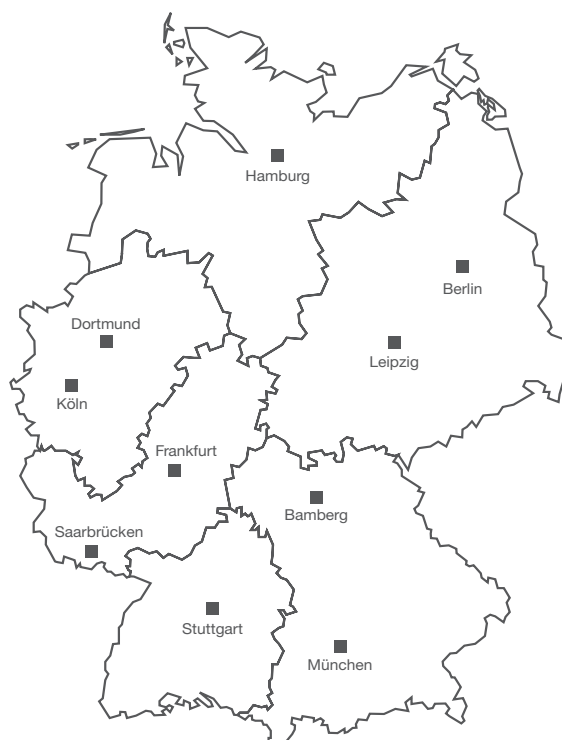 Hamburg
Berlin
Dortmund
Leipzig
Köln
Frankfurt
Bamberg
Saarbrücken
Stuttgart
München